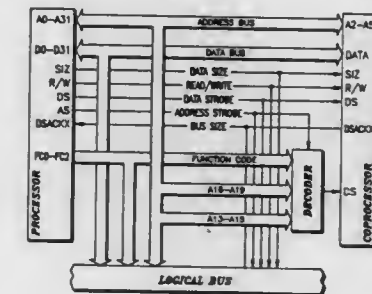 A0-A31 ADDRESS BUS A2-A5
D0-D31 DATA BUS DATA
SIZ DATA SIZE SIZ
R/W READ/WRITE R/W
DS DATA STROBE DS
AS ADDRESS STROBE
DSACKX BUS SIZE DSACKX
FC0-FC2 FUNCTION CODE
A16-A19
A13-A15
CS
PROCESSOR
DECODER
COPROCESSOR
LOGICAL BUS